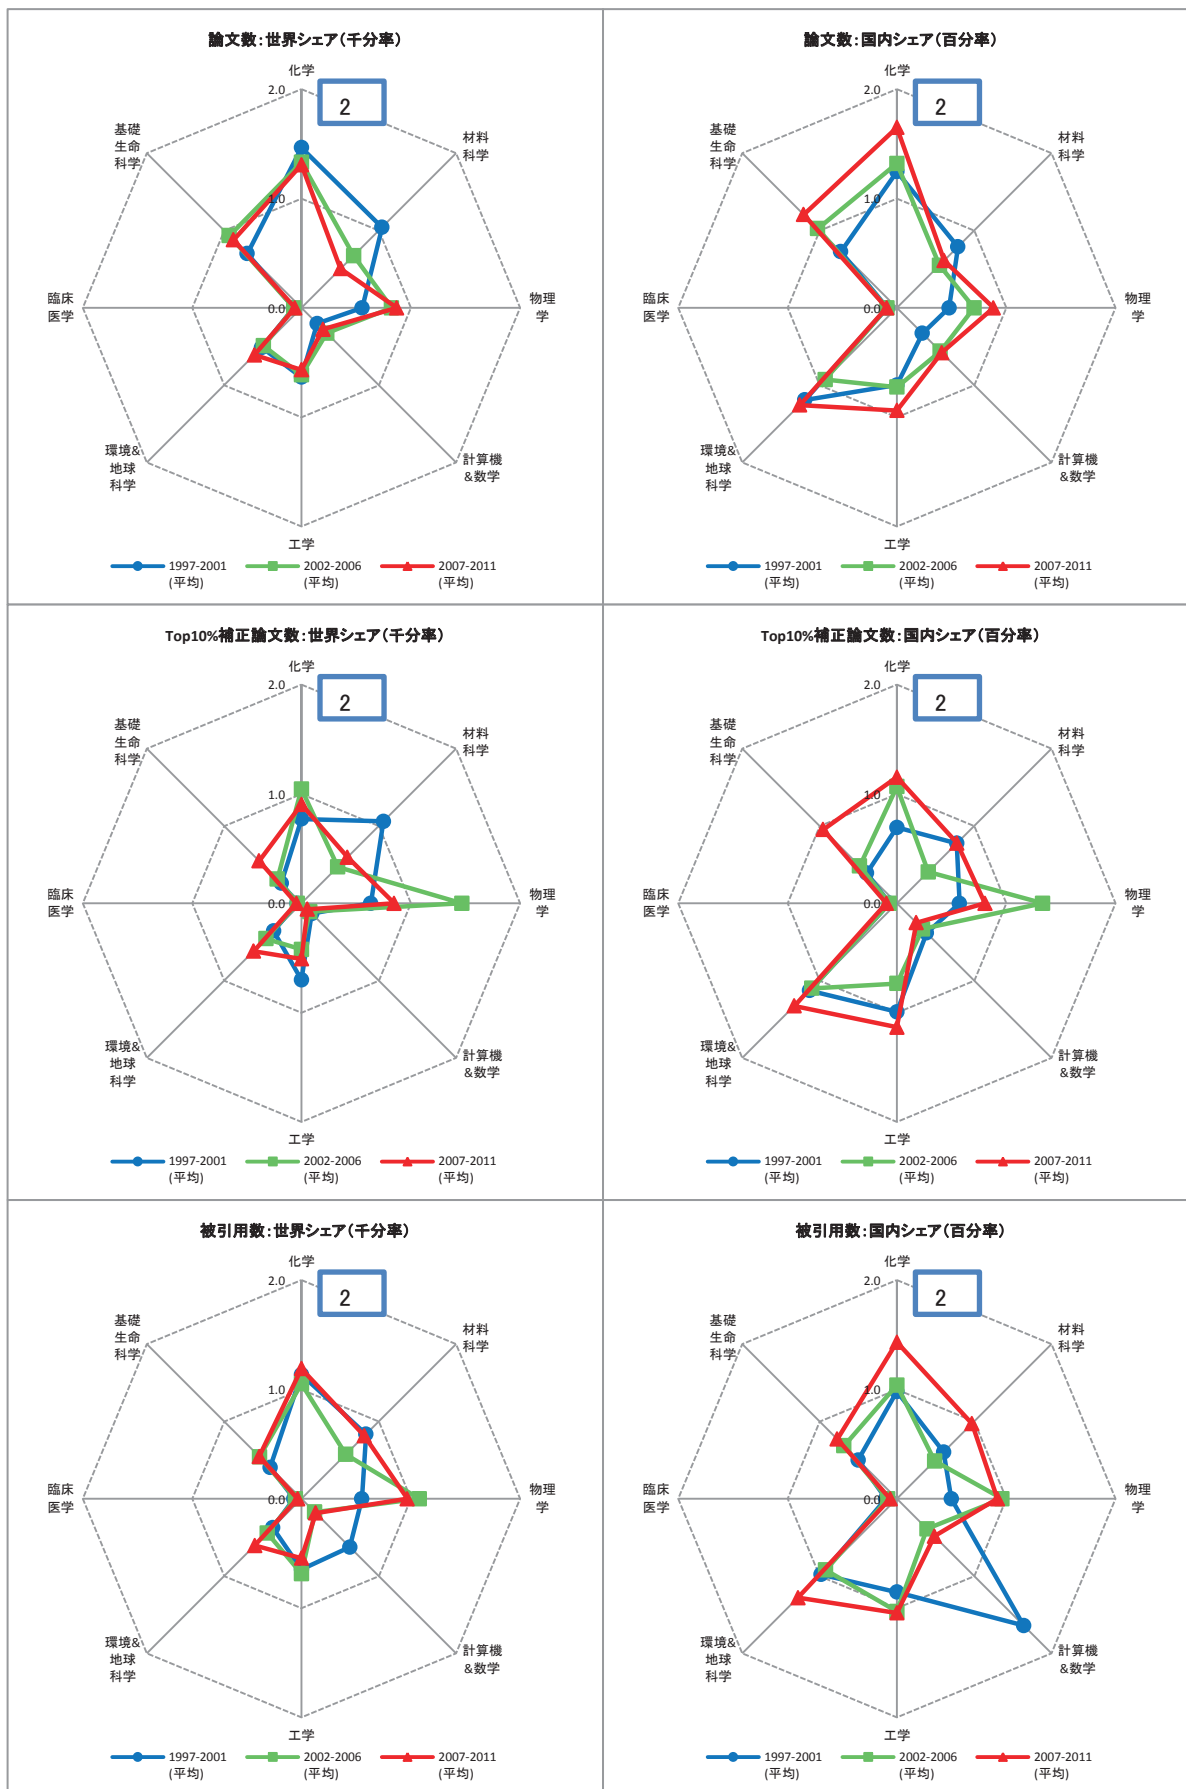 論文数：世界シェア（千分率）
化学
2.0
2
材料
科学
基礎
生命
科学
1.0
臨床
医学
0.0
物理
学
環境&
地球
科学
計算機
&数学
工学
1997-2001
(平均)
2002-2006
(平均)
2007-2011
(平均)
論文数：国内シェア（百分率）
化学
2.0
2
材料
科学
基礎
生命
科学
1.0
臨床
医学
0.0
物理
学
環境&
地球
科学
計算機
&数学
工学
1997-2001
(平均)
2002-2006
(平均)
2007-2011
(平均)
Top10%補正論文数：世界シェア（千分率）
化学
2.0
2
材料
科学
基礎
生命
科学
1.0
臨床
医学
0.0
物理
学
環境&
地球
科学
計算機
&数学
工学
1997-2001
(平均)
2002-2006
(平均)
2007-2011
(平均)
Top10%補正論文数：国内シェア（百分率）
化学
2.0
2
材料
科学
基礎
生命
科学
1.0
臨床
医学
0.0
物理
学
環境&
地球
科学
計算機
&数学
工学
1997-2001
(平均)
2002-2006
(平均)
2007-2011
(平均)
被引用数：世界シェア（千分率）
化学
2.0
2
材料
科学
基礎
生命
科学
1.0
臨床
医学
0.0
物理
学
環境&
地球
科学
計算機
&数学
工学
1997-2001
(平均)
2002-2006
(平均)
2007-2011
(平均)
被引用数：国内シェア（百分率）
化学
2.0
2
材料
科学
基礎
生命
科学
1.0
臨床
医学
0.0
物理
学
環境&
地球
科学
計算機
&数学
工学
1997-2001
(平均)
2002-2006
(平均)
2007-2011
(平均)